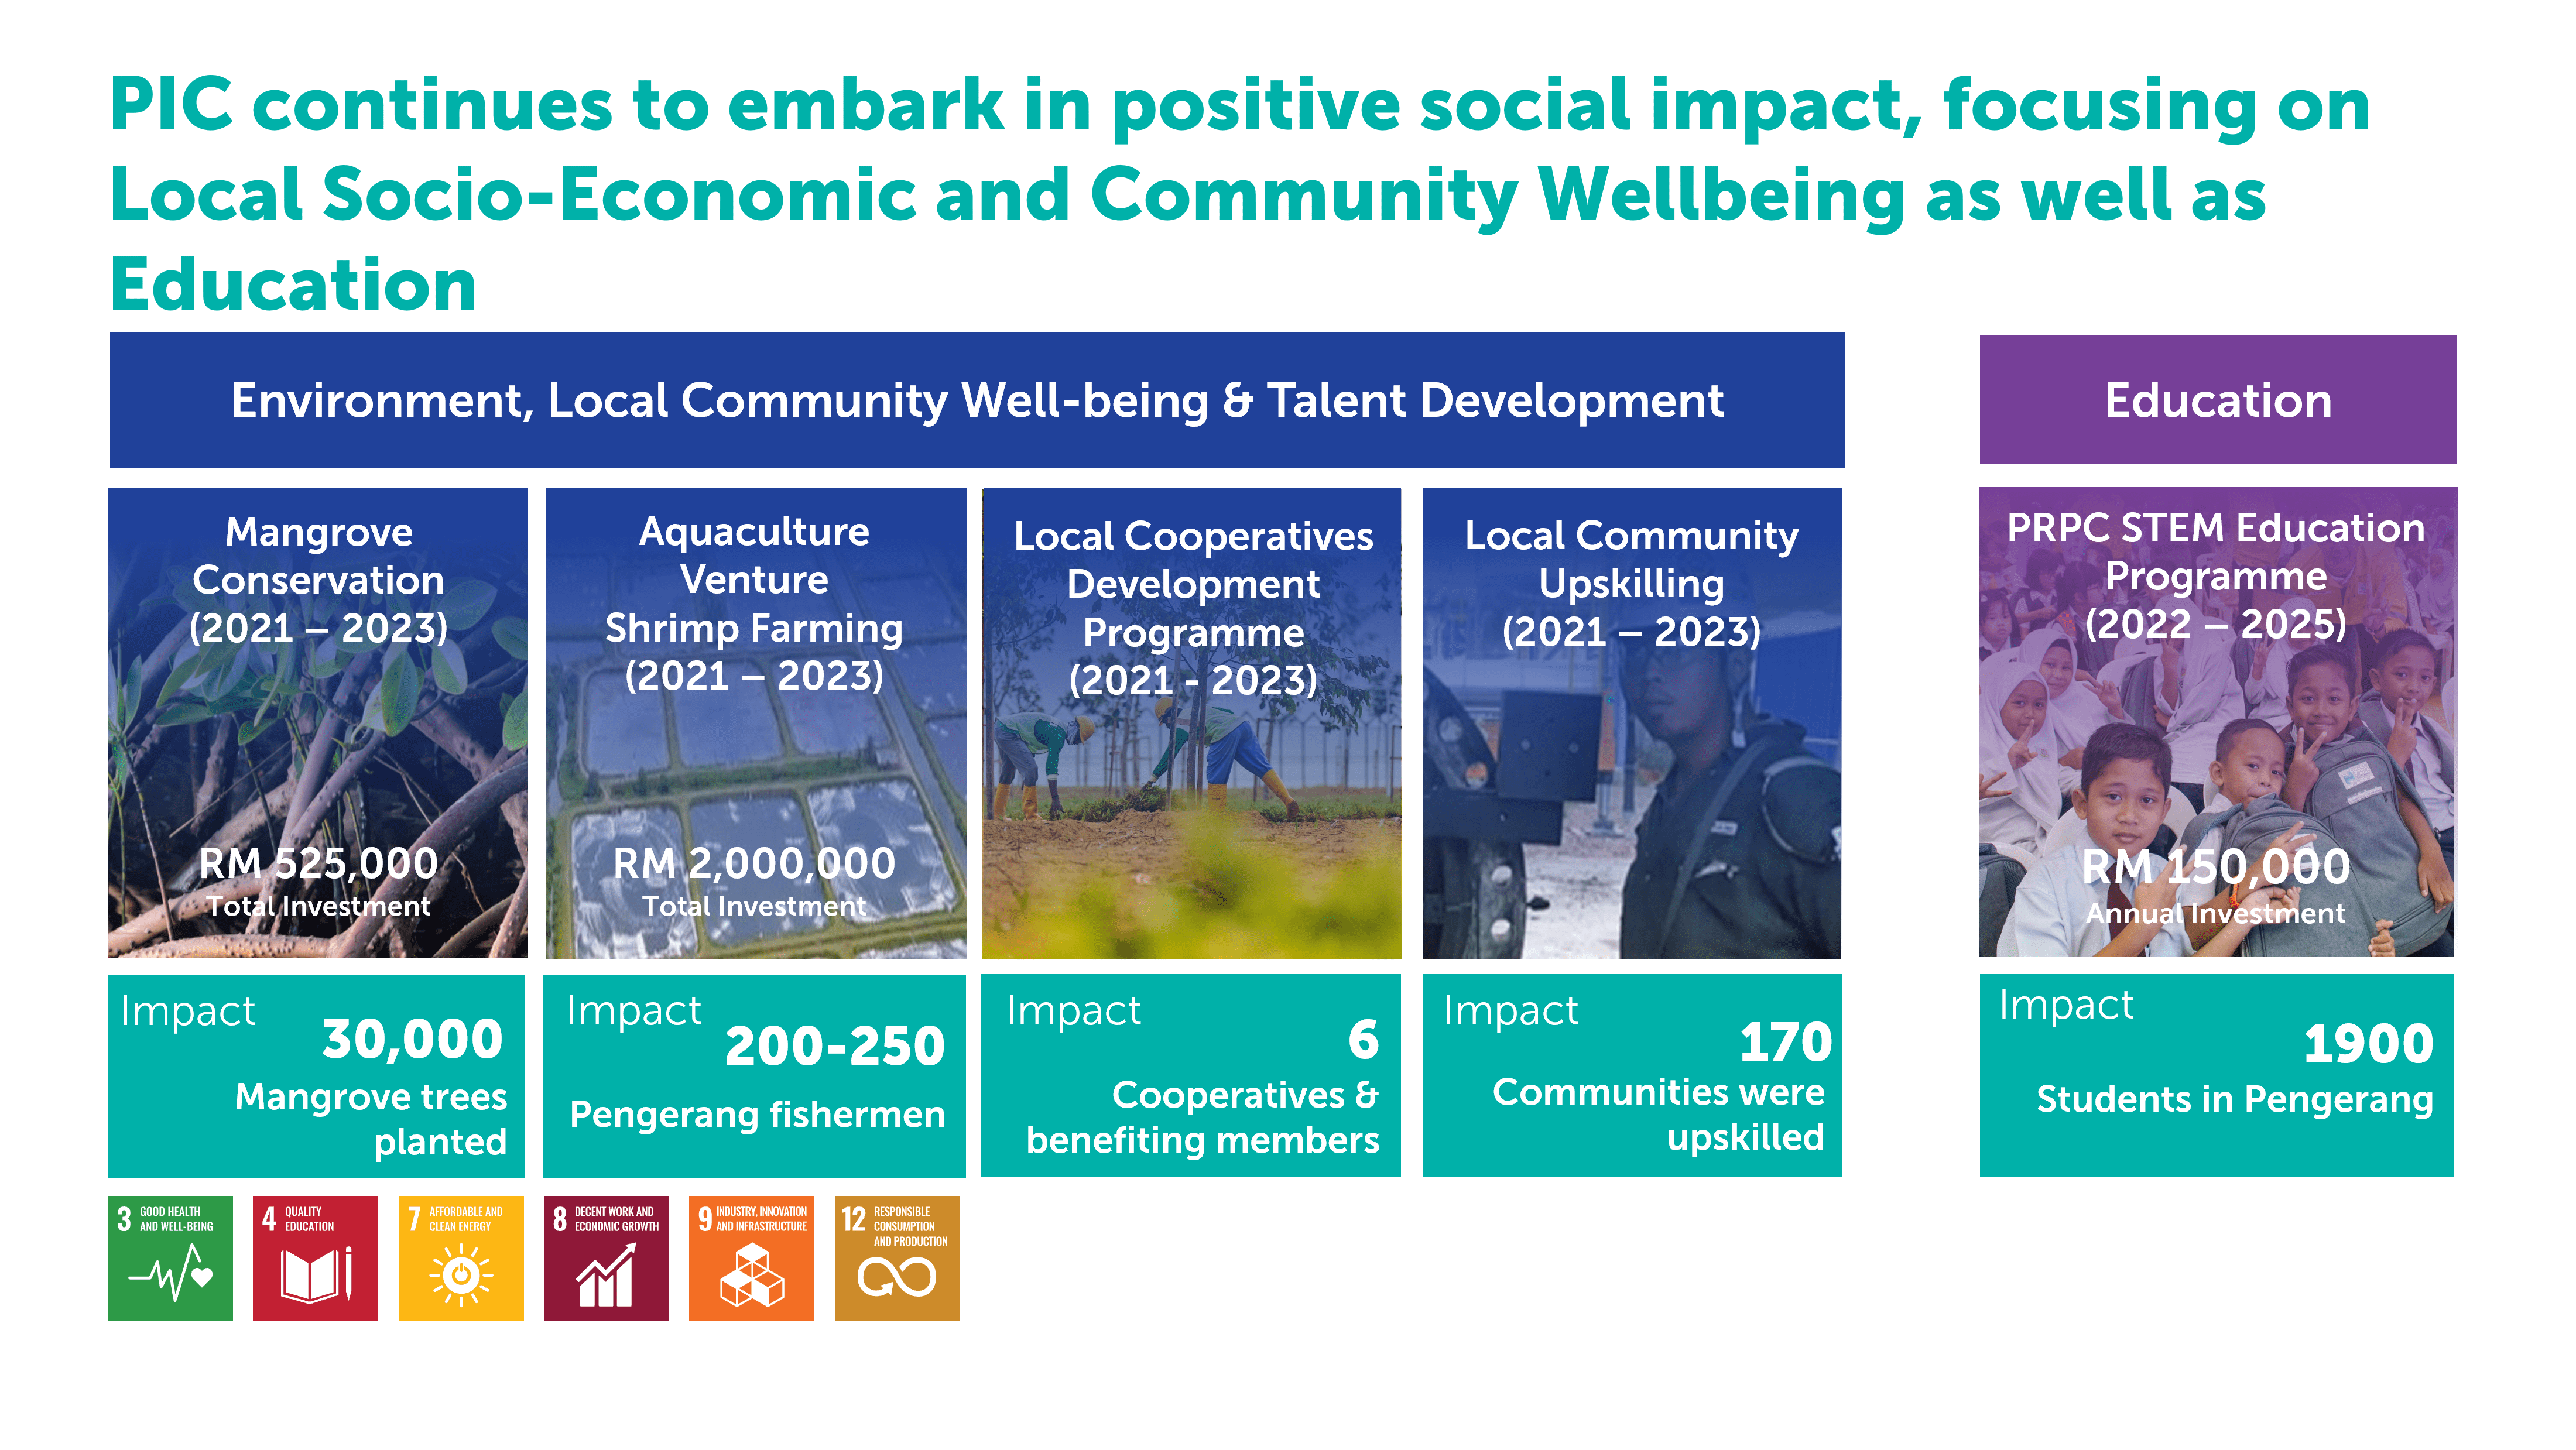 PIC continues to embark in positive social impact, focusing on
Local Socio-Economic and Community Wellbeing as well as
Education
Environment, Local Community Well-being & Talent Development
Education
Mangrove
Conservation
(2021 – 2023)
RM 525,000
Total Investment
Aquaculture
Venture
Shrimp Farming
(2021 – 2023)
RM 2,000,000
Total Investment
Local Cooperatives
Development
Programme
(2021 - 2023)
Local Community
Upskilling
(2021 – 2023)
PRPC STEM Education
Programme
(2022 – 2025)
RM 150,000
Annual Investment
Impact
30,000
Mangrove trees
planted
Impact
200-250
Pengerang fishermen
Impact
6
Cooperatives &
benefiting members
Impact
170
Communities were
upskilled
Impact
1900
Students in Pengerang
3 GOOD HEALTH
AND WELL-BEING
4 QUALITY
EDUCATION
7 AFFORDABLE AND
CLEAN ENERGY
8 DECENT WORK AND
ECONOMIC GROWTH
9 INDUSTRY, INNOVATION
AND INFRASTRUCTURE
12 RESPONSIBLE
CONSUMPTION
AND PRODUCTION